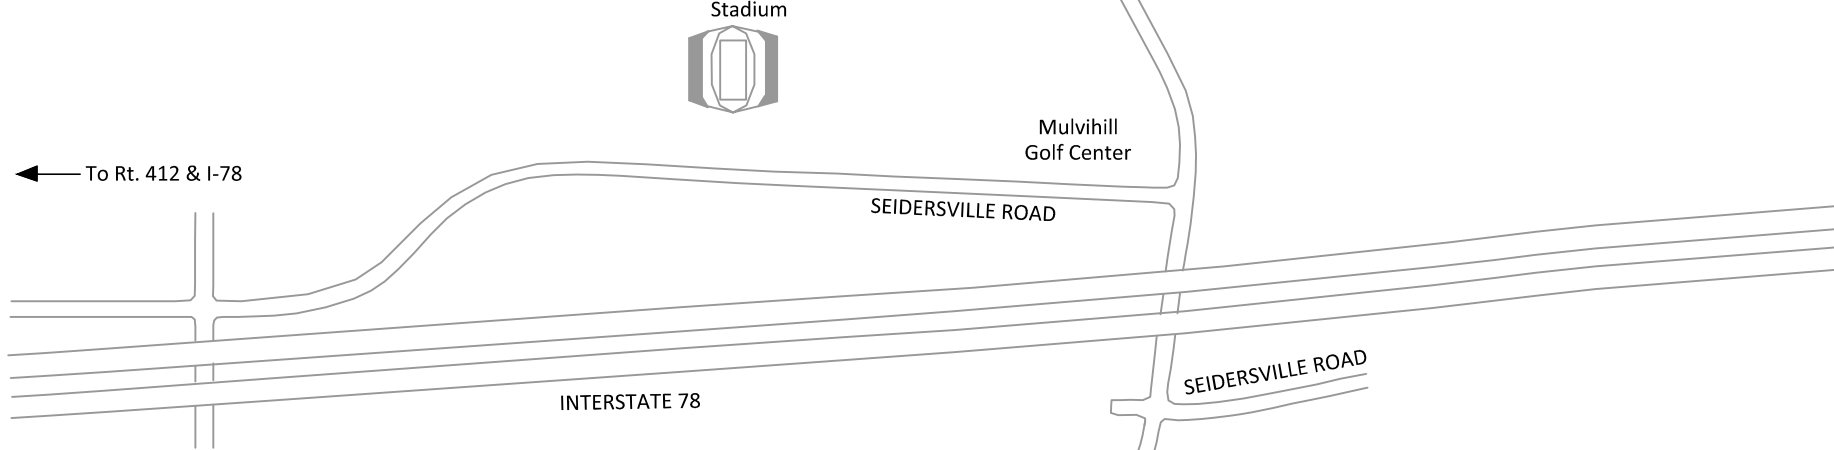 Stadium
Mulvihill
Golf Center
To Rt. 412 & I-78
SEIDERSVILLE ROAD
SEIDERSVILLE ROAD
INTERSTATE 78